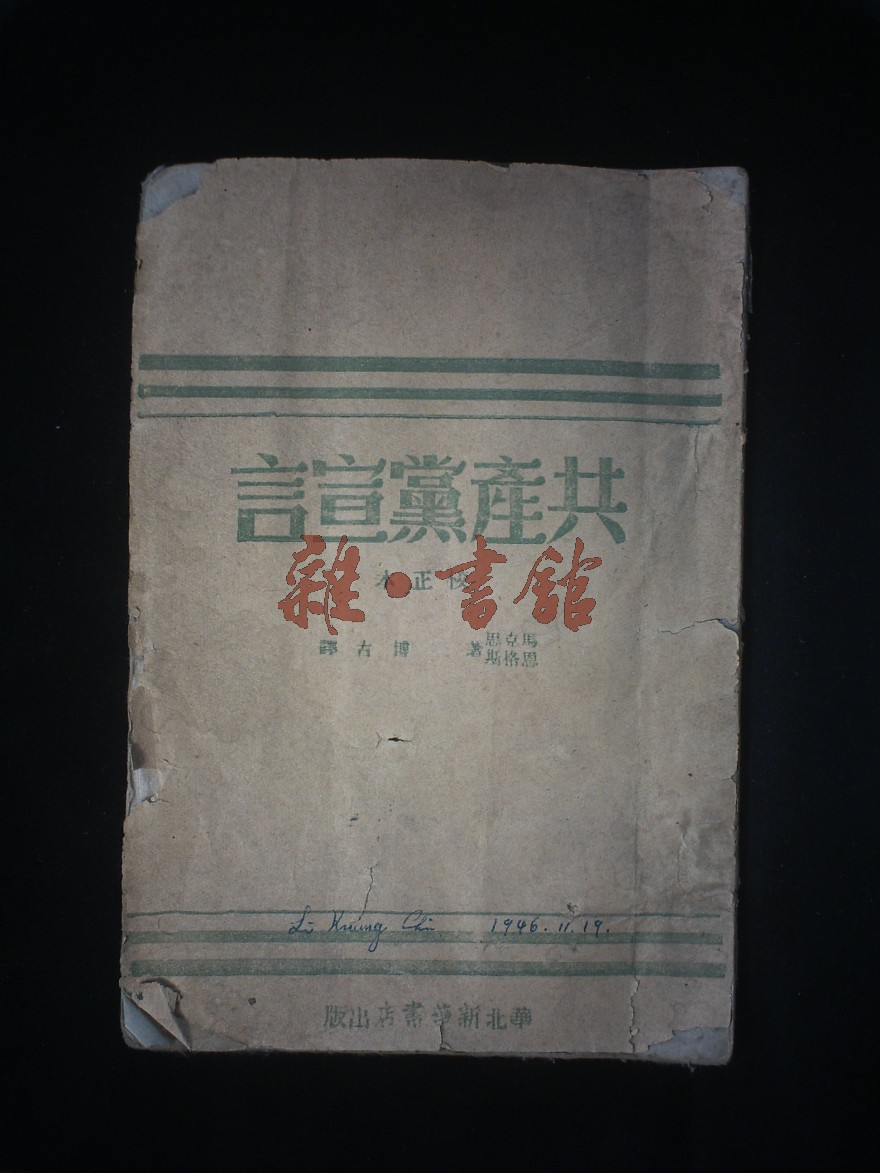 共產黨宣言
校正本
雜·書館
馬克思
恩格斯 著 博古譯
Li Kuang Chi 1946.11.19.
華北新華書店出版